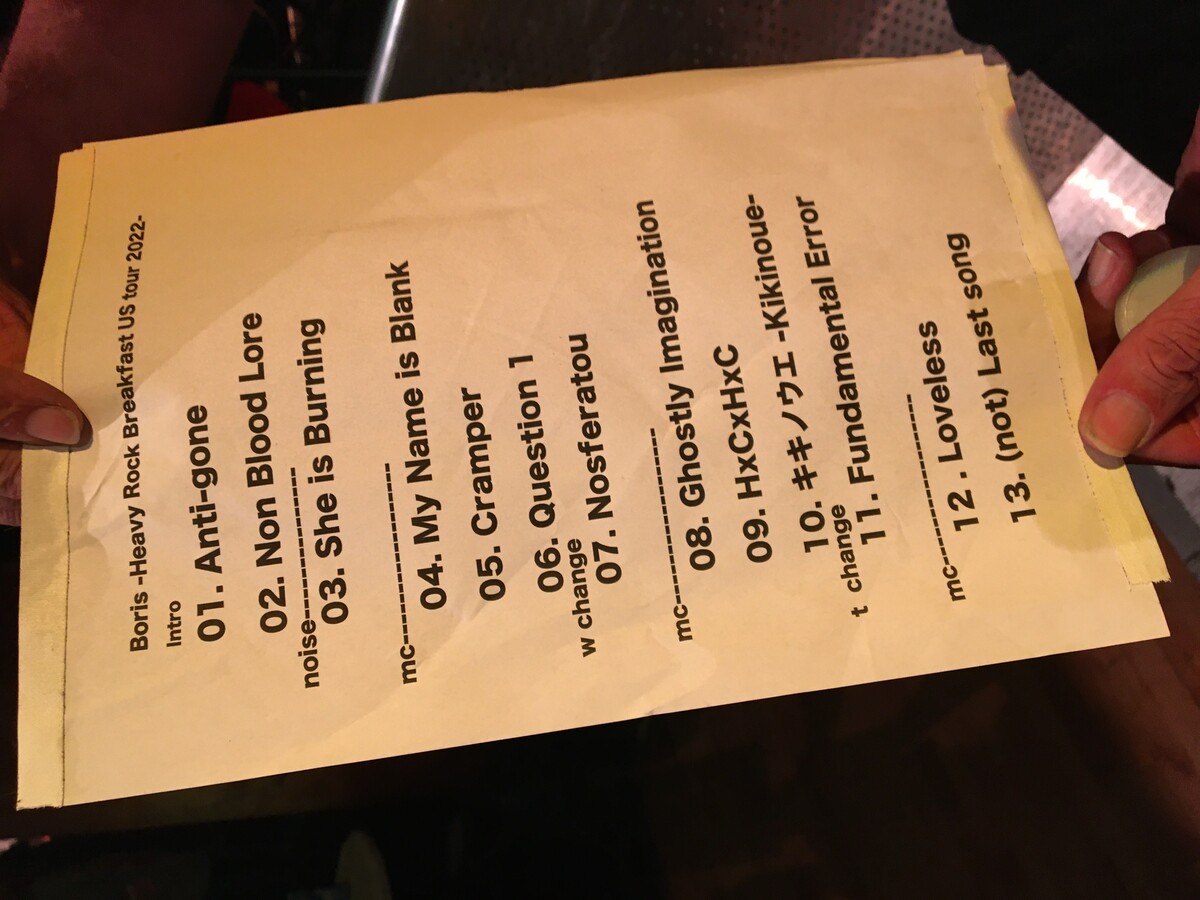 Boris -Heavy Rock Breakfast US tour 2022-
Intro
01. Anti-gone
02. Non Blood Lore
noise--------------------
03. She is Burning
mc--------------------
04. My Name is Blank
05. Cramper
06. Question 1
w change
07. Nosferatou
mc--------------------
08. Ghostly Imagination
09. HxCxHxC
10. キキノウエ -Kikinoue-
t change
11. Fundamental Error
mc--------------------
12 . Loveless
13. (not) Last song